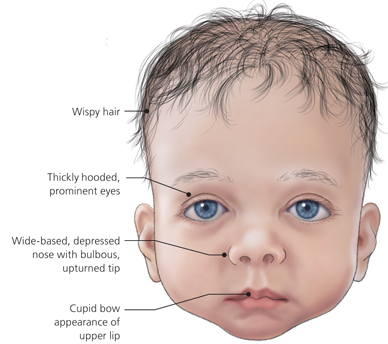 Wispy hair
Thickly hooded,
prominent eyes
Wide-based, depressed
nose with bulbous,
upturned tip
Cupid bow
appearance of
upper lip